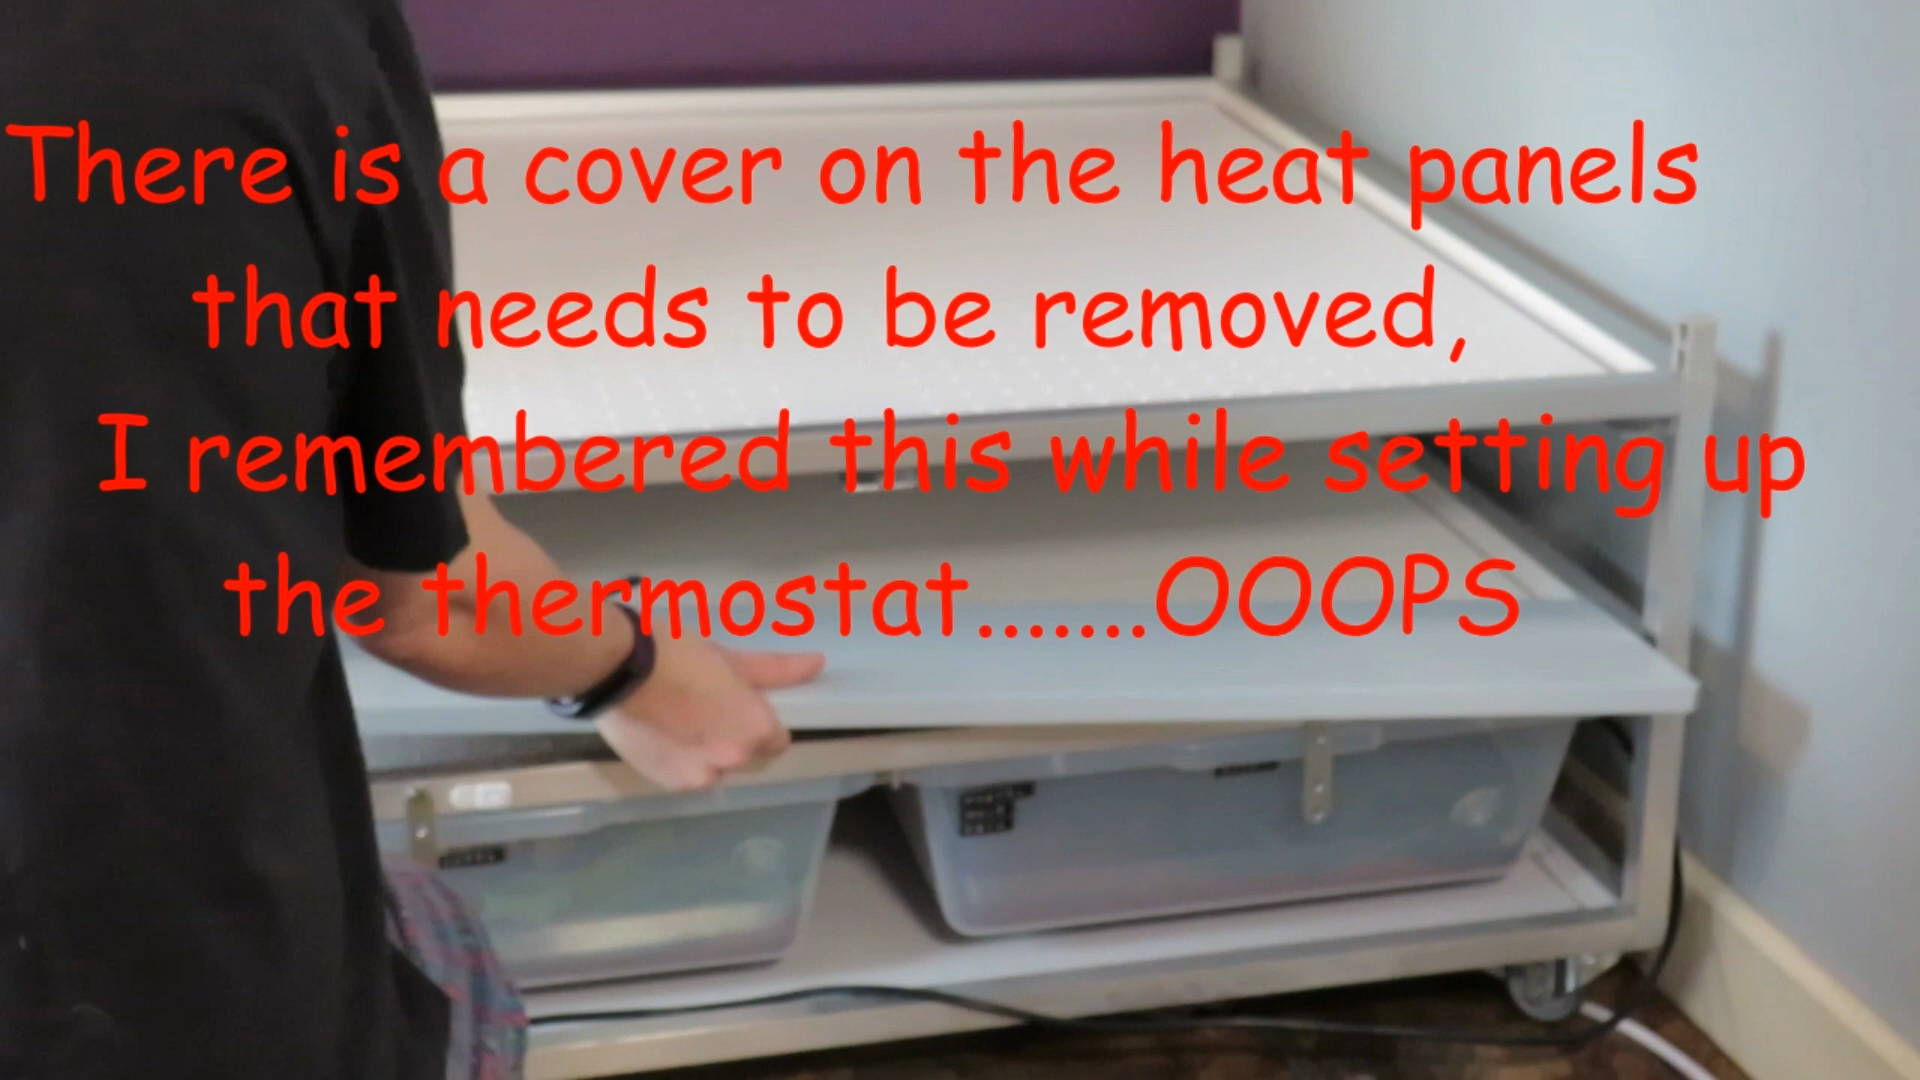 There is a cover on the heat panels
that needs to be removed,
I remembered this while setting up
the thermostat.......OOOPS